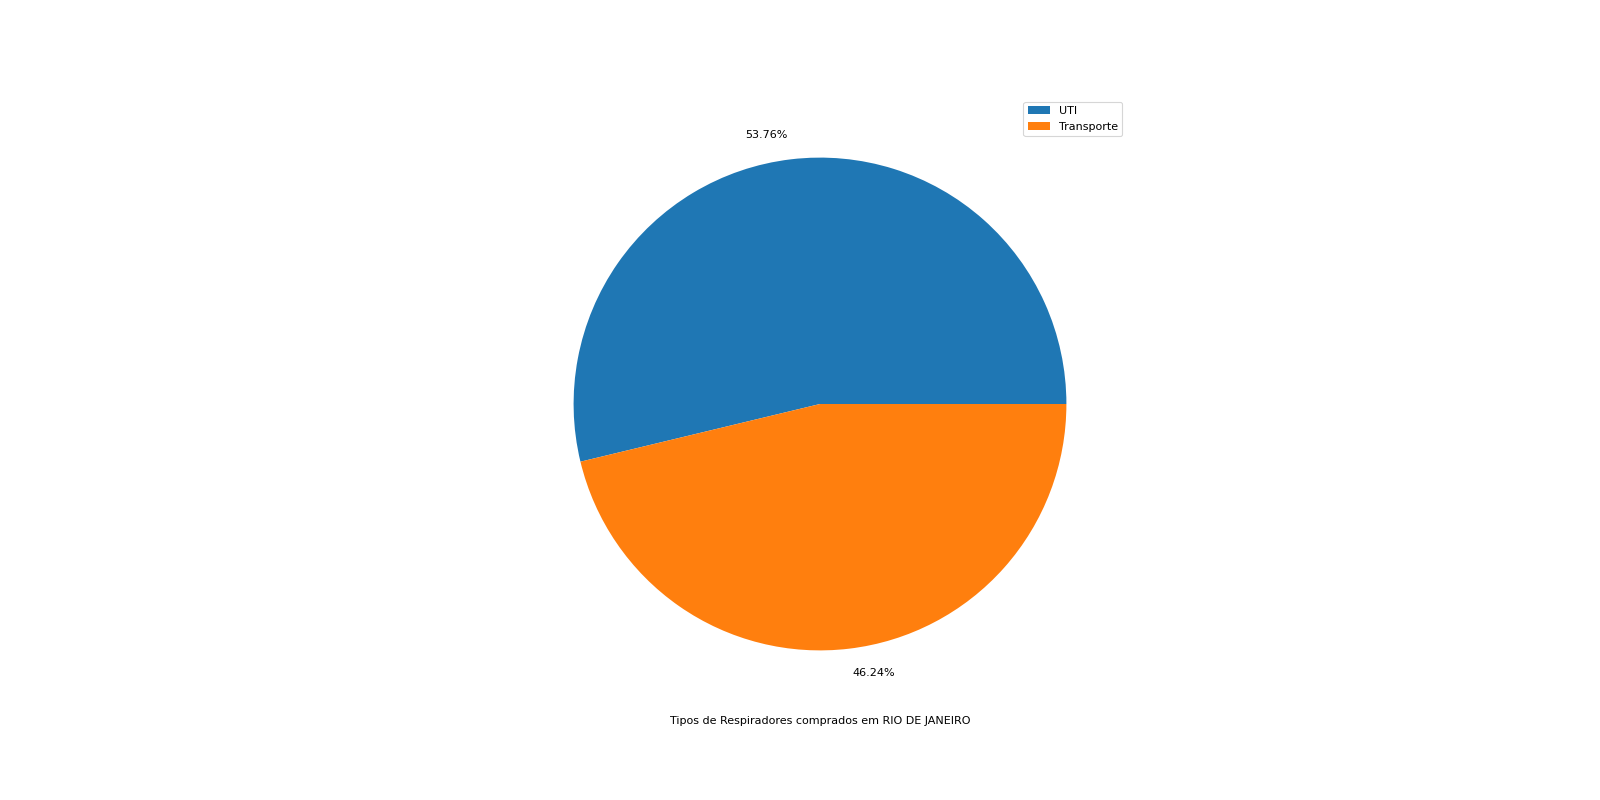 UTI
Transporte
53.76%
46.24%
Tipos de Respiradores comprados em RIO DE JANEIRO